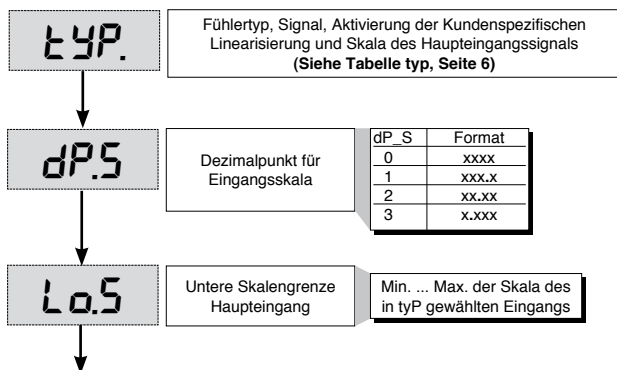 tYP.
Fühlertyp, Signal, Aktivierung der Kundenspezifischen
Linearisierung und Skala des Haupteingangssignals
(Siehe Tabelle typ, Seite 6)
dP.S
Dezimalpunkt für
Eingangsskala
dP_S Format
0 xxxx
1 xxx.x
2 xx.xx
3 x.xxx
Lo.S
Untere Skalengrenze
Haupteingang
Min. ... Max. der Skala des
in tyP gewählten Eingangs